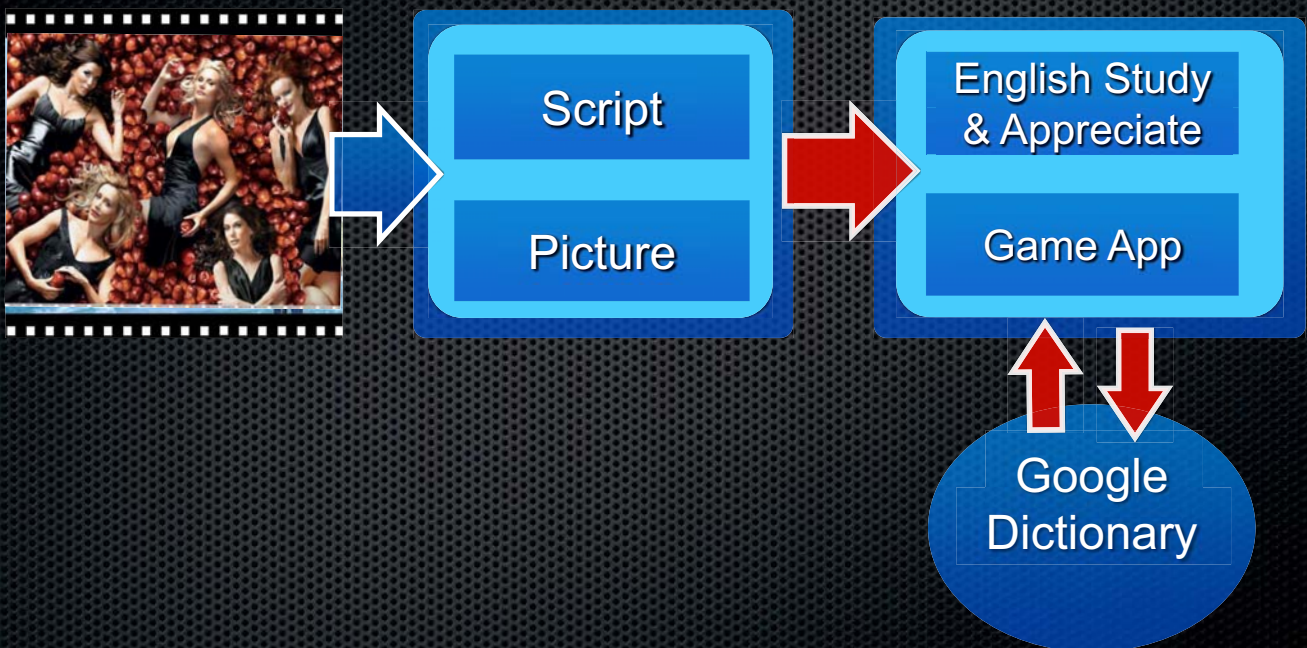 Script
Picture
English Study
& Appreciate
Game App
Google
Dictionary